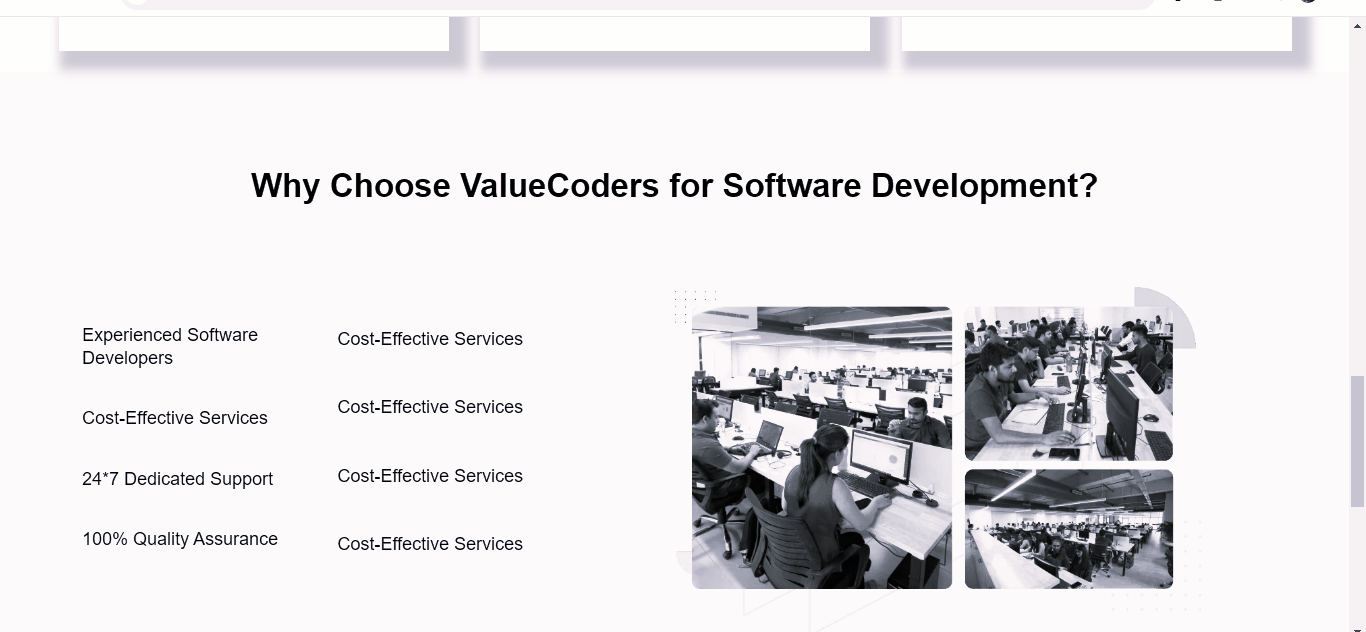 Why Choose ValueCoders for Software Development?
Experienced Software
Developers
Cost-Effective Services
24*7 Dedicated Support
100% Quality Assurance
Cost-Effective Services
Cost-Effective Services
Cost-Effective Services
Cost-Effective Services